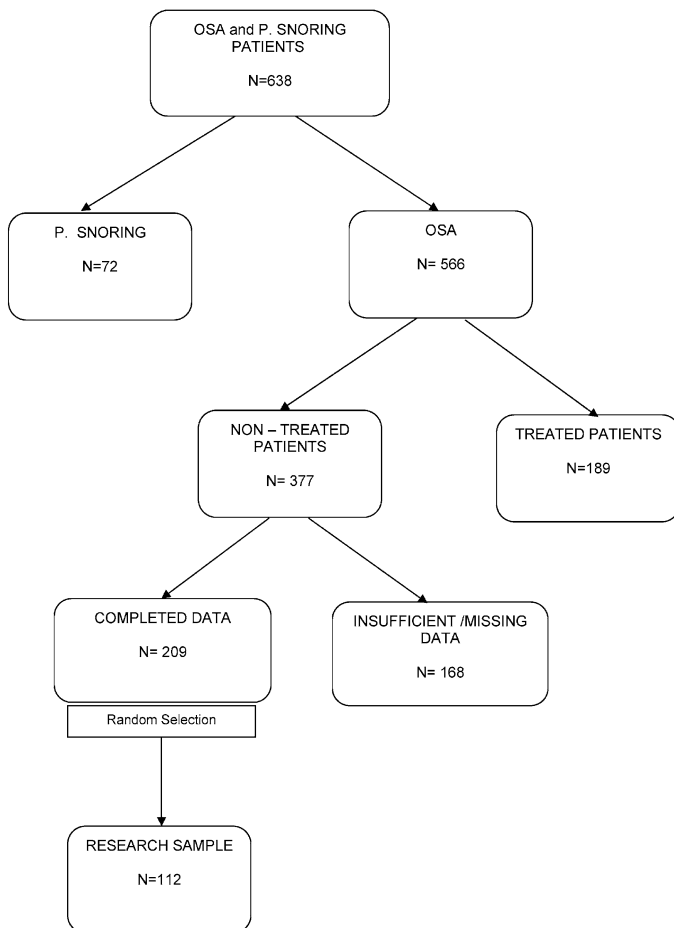 OSA and P. SNORING
PATIENTS
N=638
P. SNORING
N=72
OSA
N= 566
NON – TREATED
PATIENTS
N= 377
TREATED PATIENTS
N=189
COMPLETED DATA
N= 209
INSUFFICIENT /MISSING
DATA
N= 168
Random Selection
RESEARCH SAMPLE
N=112